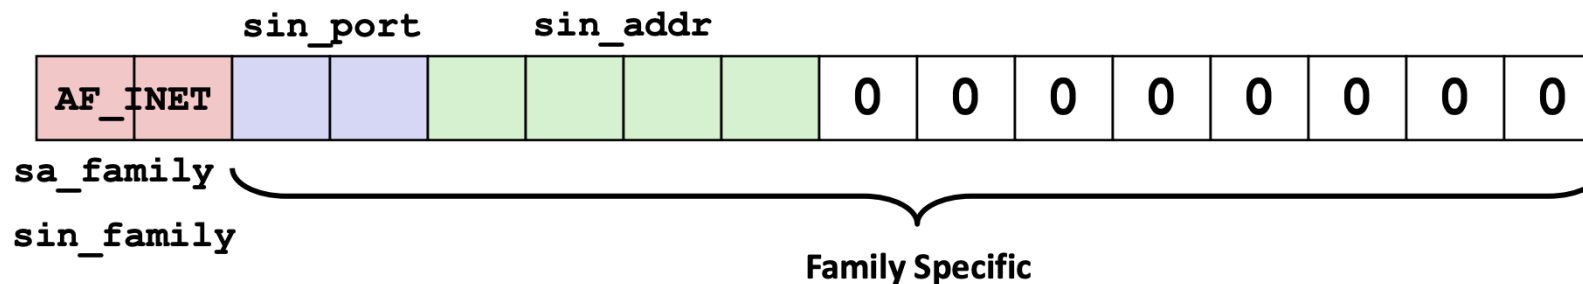 sin_port sin_addr
AF_INET 0 0 0 0 0 0 0 0
sa_family
sin_family
Family Specific